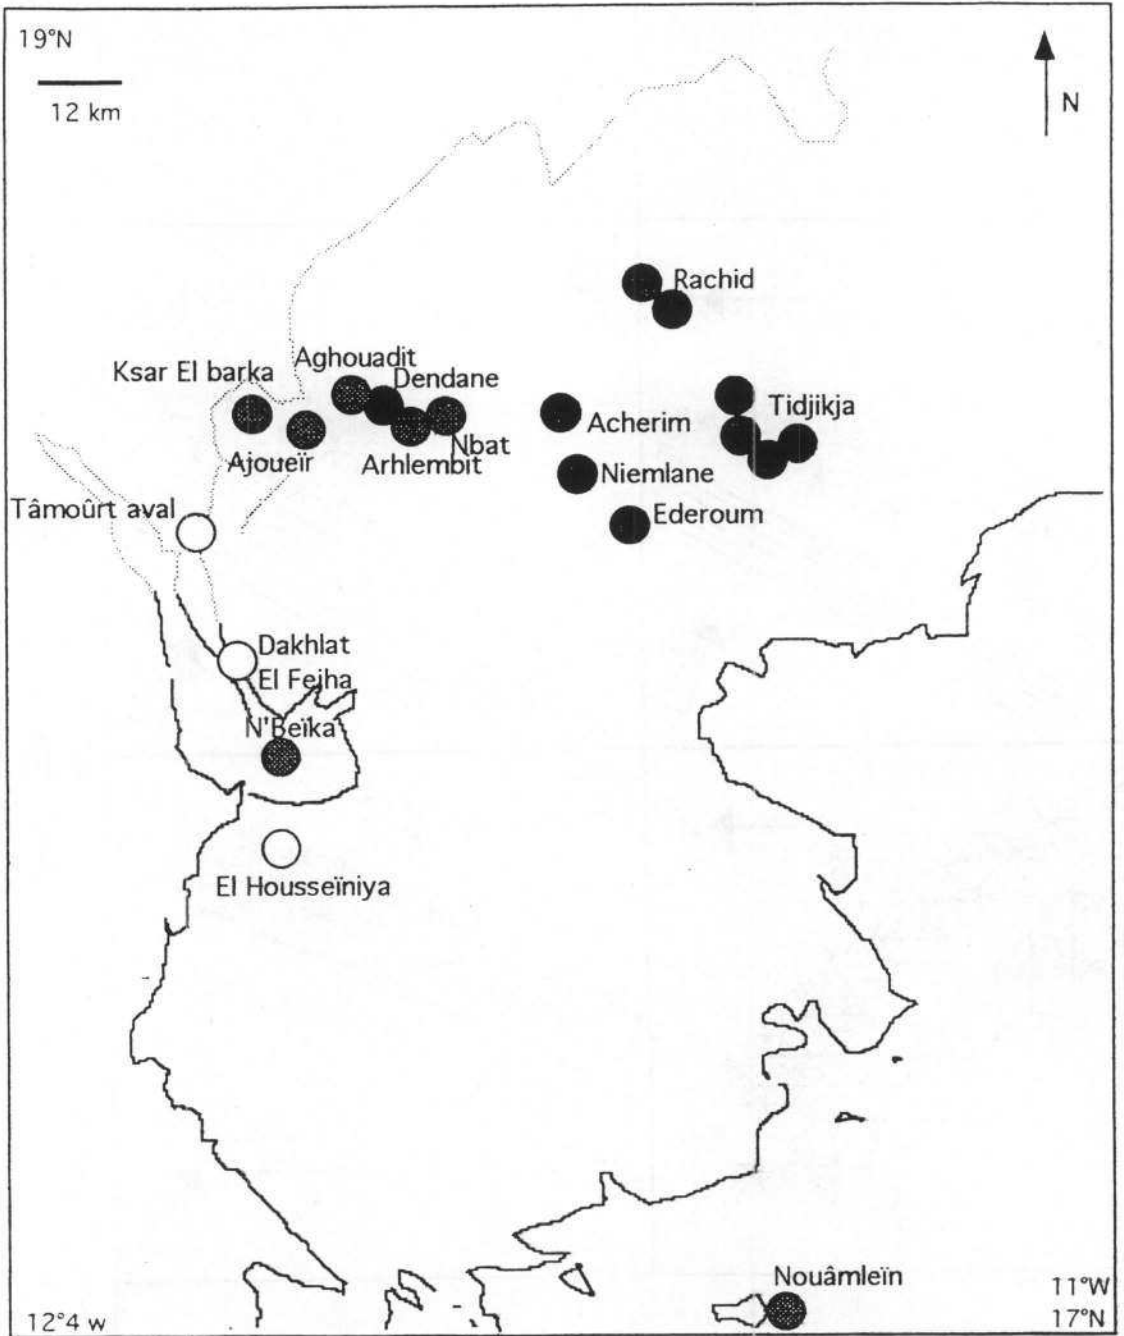 19°N
12 km
N
Rachid
Aghouadit
Ksar El barka
Dendane
Tidjikja
Acherim
Nbat
Ajoueïr
Arhlembit
Niemlane
Tâmoûrt aval
Ederoum
Dakhlat
El Fejha
N'Beïka
El Housseïniya
Nouâmleïn
11°W
17°N
12°4 w